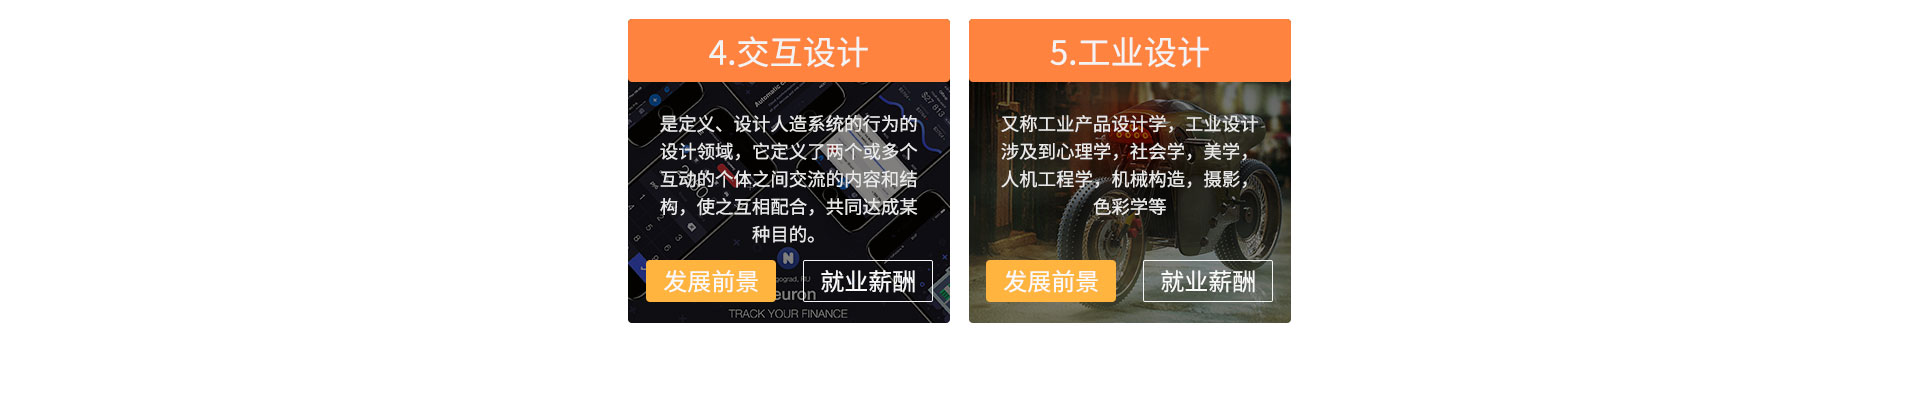 4.交互设计
是定义、设计人造系统的行为的
设计领域，它定义了两个或多个
互动的个体之间交流的内容和结
构，使之互相配合，共同达成某
种目的。
发展前景
就业薪酬
TRACK YOUR FINANCE
5.工业设计
又称工业产品设计学，工业设计
涉及到心理学，社会学，美学，
人机工程学，机械构造，摄影，
色彩学等
发展前景
就业薪酬